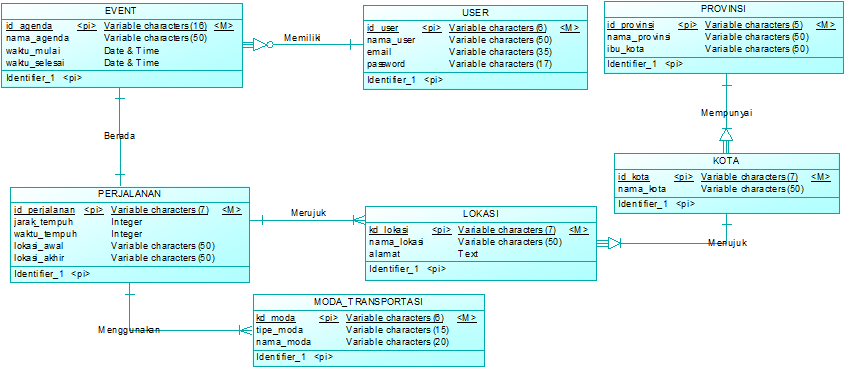 EVENT
id_agenda <pi> Variable characters (16) <M>
nama_agenda Variable characters (50)
waktu_mulai Date & Time
waktu_selesai Date & Time
Identifier_1 <pi>
Memiliki
USER
id_user <pi> Variable characters (6) <M>
nama_user Variable characters (50)
email Variable characters (35)
password Variable characters (17)
Identifier_1 <pi>
PROVINSI
id_provinsi <pi> Variable characters (5) <M>
nama_provinsi Variable characters (50)
ibu_kota Variable characters (50)
Identifier_1 <pi>
Mempunyai
Berada
KOTA
id_kota <pi> Variable characters (7) <M>
nama_kota Variable characters (50)
Identifier_1 <pi>
PERJALANAN
id_perjalanan <pi> Variable characters (7) <M>
jarak_tempuh Integer
waktu_tempuh Integer
lokasi_awal Variable characters (50)
lokasi_akhir Variable characters (50)
Identifier_1 <pi>
Merujuk
LOKASI
kd_lokasi <pi> Variable characters (7) <M>
nama_lokasi Variable characters (50)
alamat Text
Identifier_1 <pi>
Merujuk
Menggunakan
MODA_TRANSPORTASI
kd_moda <pi> Variable characters (6) <M>
tipe_moda Variable characters (15)
nama_moda Variable characters (20)
Identifier_1 <pi>